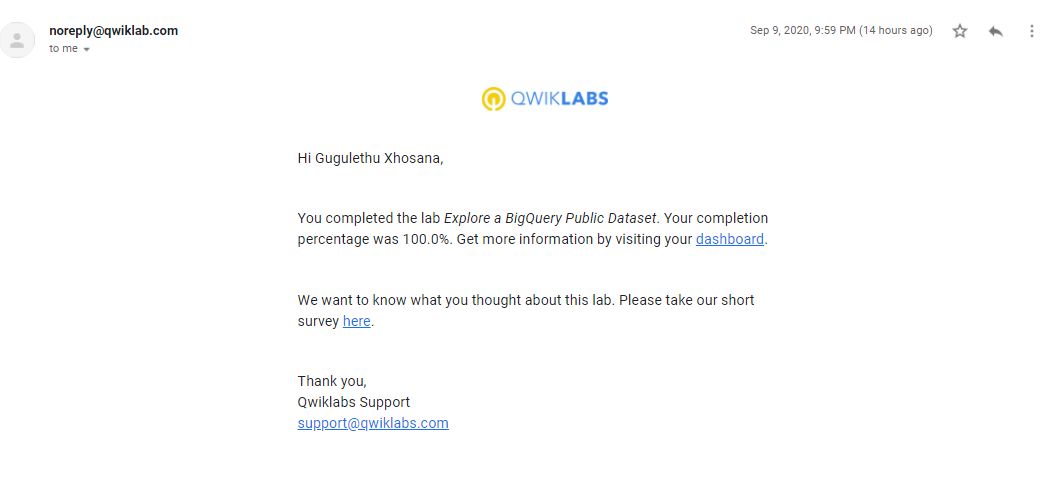 noreply@qwiklab.com
Sep 9, 2020, 9:59 PM (14 hours ago)
to me
QWIKLABS
Hi Gugulethu Xhosana,
You completed the lab Explore a BigQuery Public Dataset. Your completion
percentage was 100.0%. Get more information by visiting your dashboard.
We want to know what you thought about this lab. Please take our short
survey here.
Thank you,
Qwiklabs Support
support@qwiklabs.com